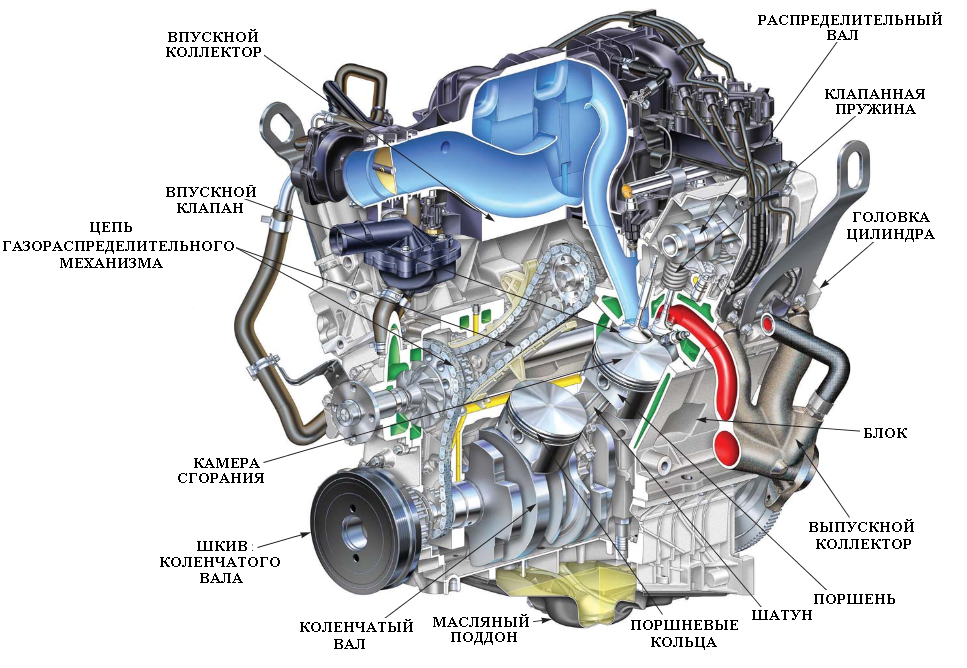 ВПУСКНОЙ
КОЛЛЕКТОР
РАСПРЕДЕЛИТЕЛЬНЫЙ
ВАЛ
КЛАПАННАЯ
ПРУЖИНА
ВПУСКНОЙ
КЛАПАН
ЦЕПЬ
ГАЗОРАСПРЕДЕЛИТЕЛЬНОГО
МЕХАНИЗМА
ГОЛОВКА
ЦИЛИНДРА
БЛОК
КАМЕРА
СГОРАНИЯ
ВЫПУСКНОЙ
КОЛЛЕКТОР
ШКИВ
КОЛЕНЧАТОГО
ВАЛА
ПОРШЕНЬ
ШАТУН
КОЛЕНЧАТЫЙ
ВАЛ
МАСЛЯНЫЙ
ПОДДОН
ПОРШНЕВЫЕ
КОЛЬЦА